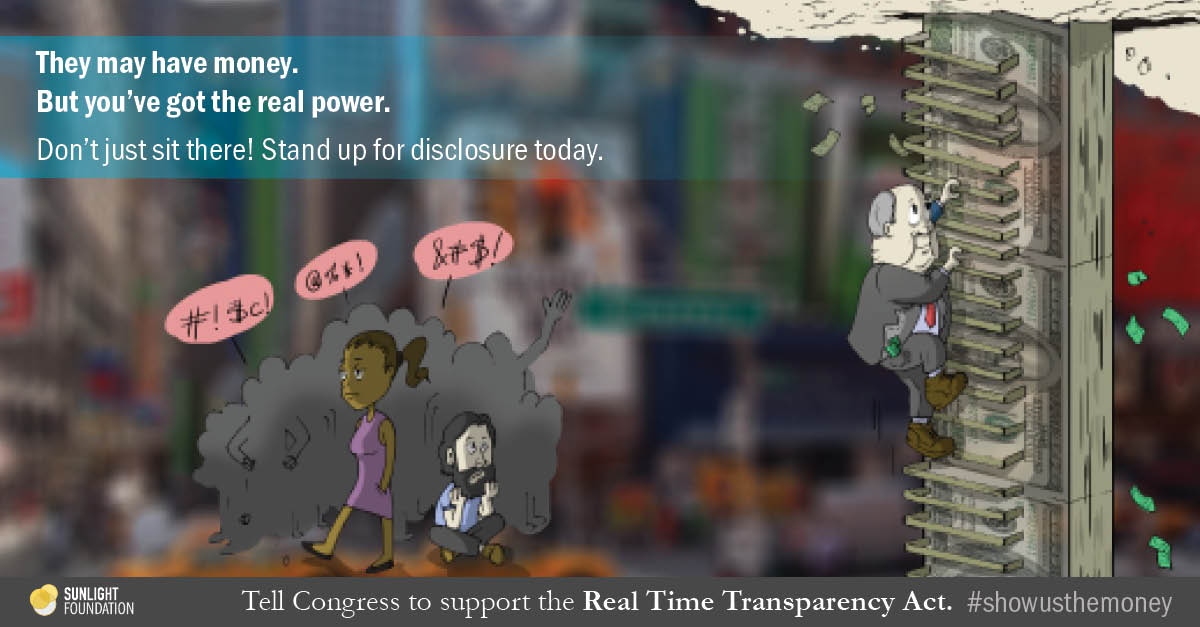 They may have money.
But you've got the real power.
Don't just sit there! Stand up for disclosure today.
#!$c!
@%*!
&#$!
SUNLIGHT
FOUNDATION
Tell Congress to support the Real Time Transparency Act. #showusthemoney